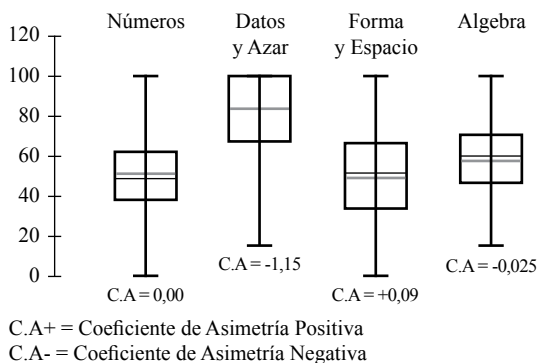 Números
Datos
y Azar
Forma
y Espacio
Algebra
120
100
80
60
40
20
0
C.A = 0,00
C.A = -1,15
C.A = +0,09
C.A = -0,025
C.A+ = Coeficiente de Asimetría Positiva
C.A- = Coeficiente de Asimetría Negativa